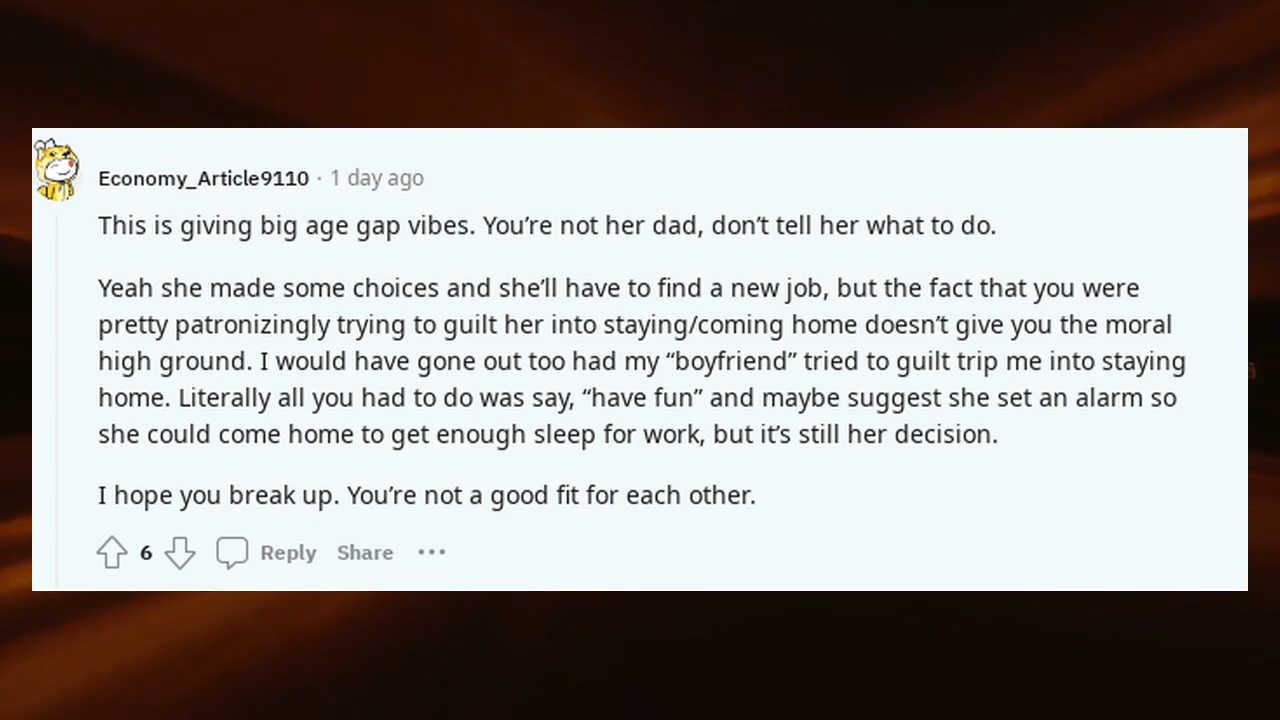 Economy_Article9110 · 1 day ago
This is giving big age gap vibes. You’re not her dad, don’t tell her what to do.
Yeah she made some choices and she’ll have to find a new job, but the fact that you were
pretty patronizingly trying to guilt her into staying/coming home doesn’t give you the moral
high ground. I would have gone out too had my “boyfriend” tried to guilt trip me into staying
home. Literally all you had to do was say, “have fun” and maybe suggest she set an alarm so
she could come home to get enough sleep for work, but it’s still her decision.
I hope you break up. You’re not a good fit for each other.
6 Reply Share